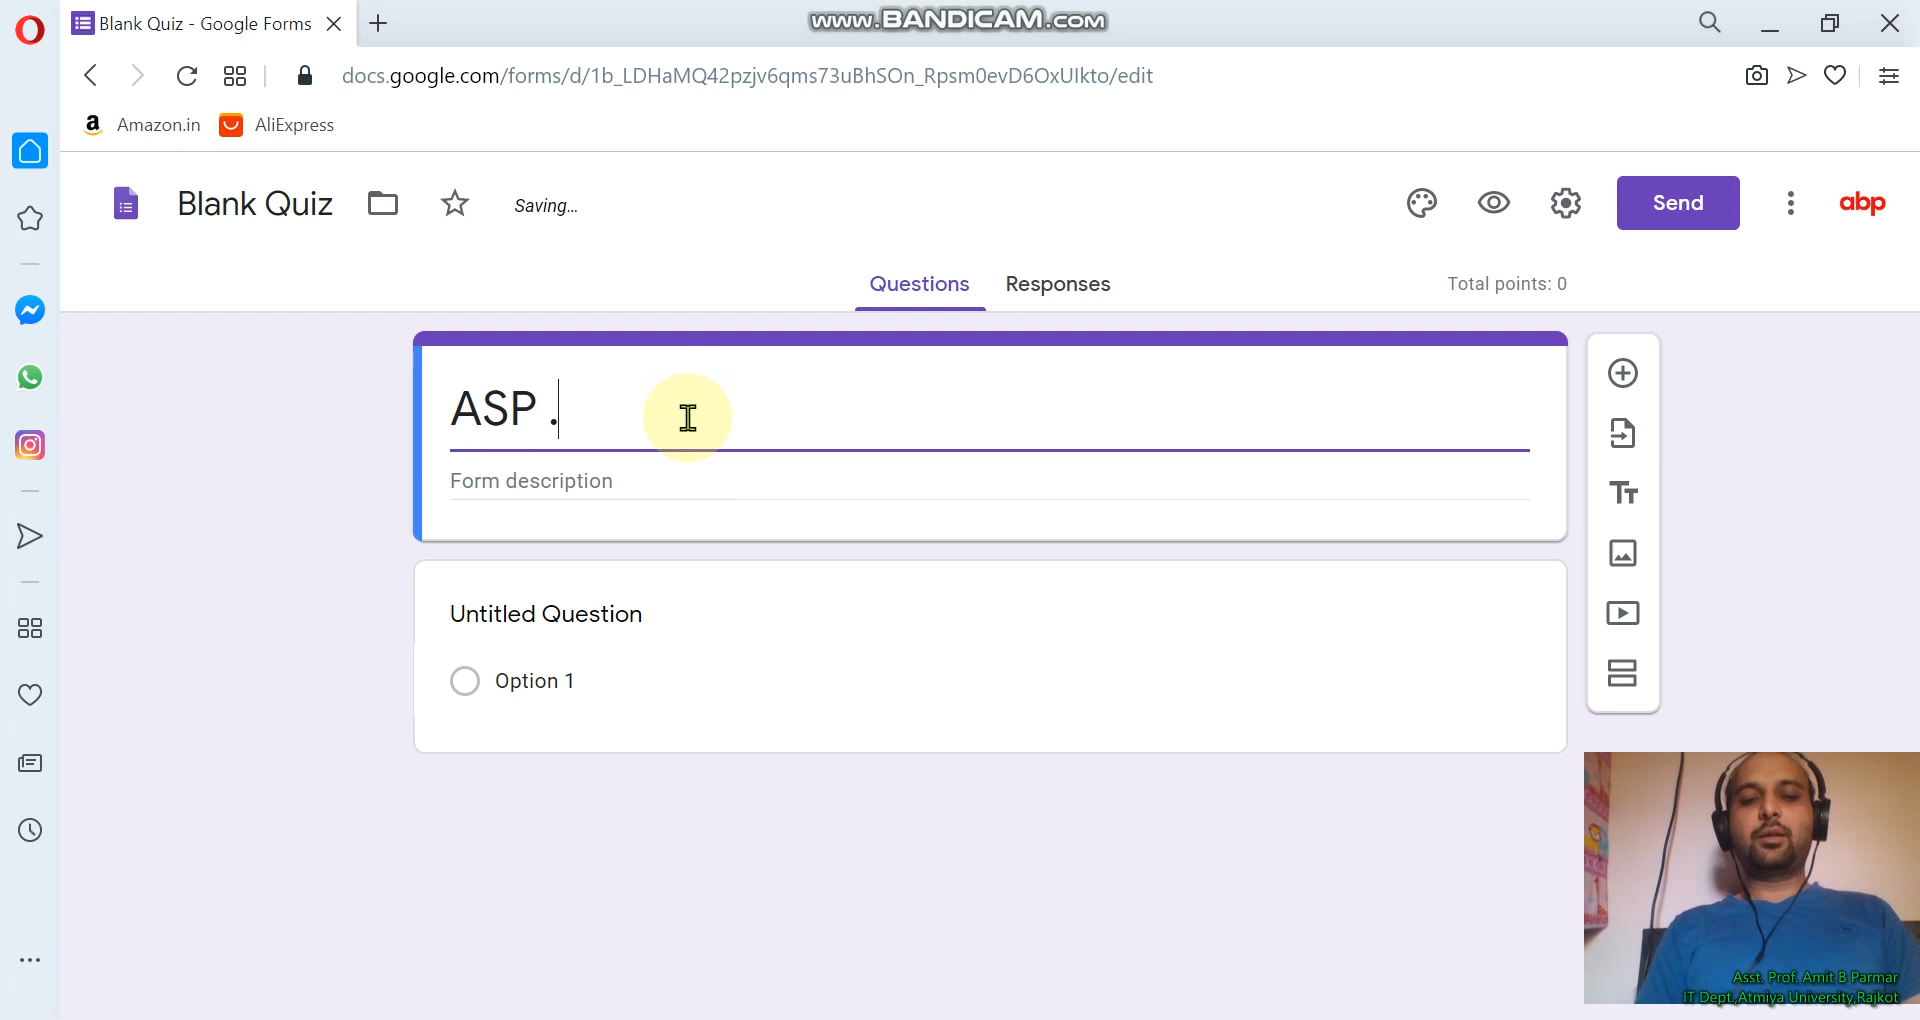 Blank Quiz - Google Forms
www.BANDICAM.com
docs.google.com/forms/d/1b_LDHaMQ42pzjv6qms73uBhSOn_Rpsm0evD6OxUlkto/edit
a Amazon.in AliExpress
Blank Quiz Saving... Send abp
Questions Responses Total points: 0
ASP .
Form description
Tт
Untitled Question
Option 1
Asst. Prof. Amit B Parmar
IT Dept.,Atmiya University,Rajkot